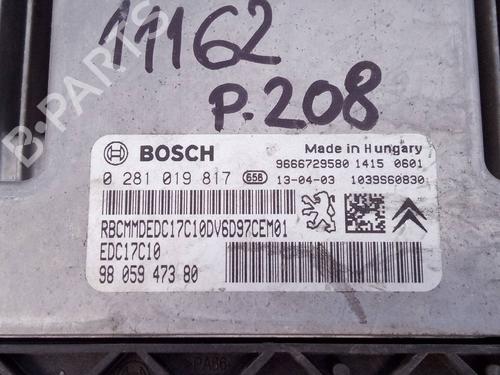 11162
P.208
B-PARTS
BOSCH
Made in Hungary
9666729580 1415 0601
0 281 019 817 658 13-04-03 1039S60830
RBCMMDEDC17C10DV6D97CEM01
EDC17C10
98 059 473 80